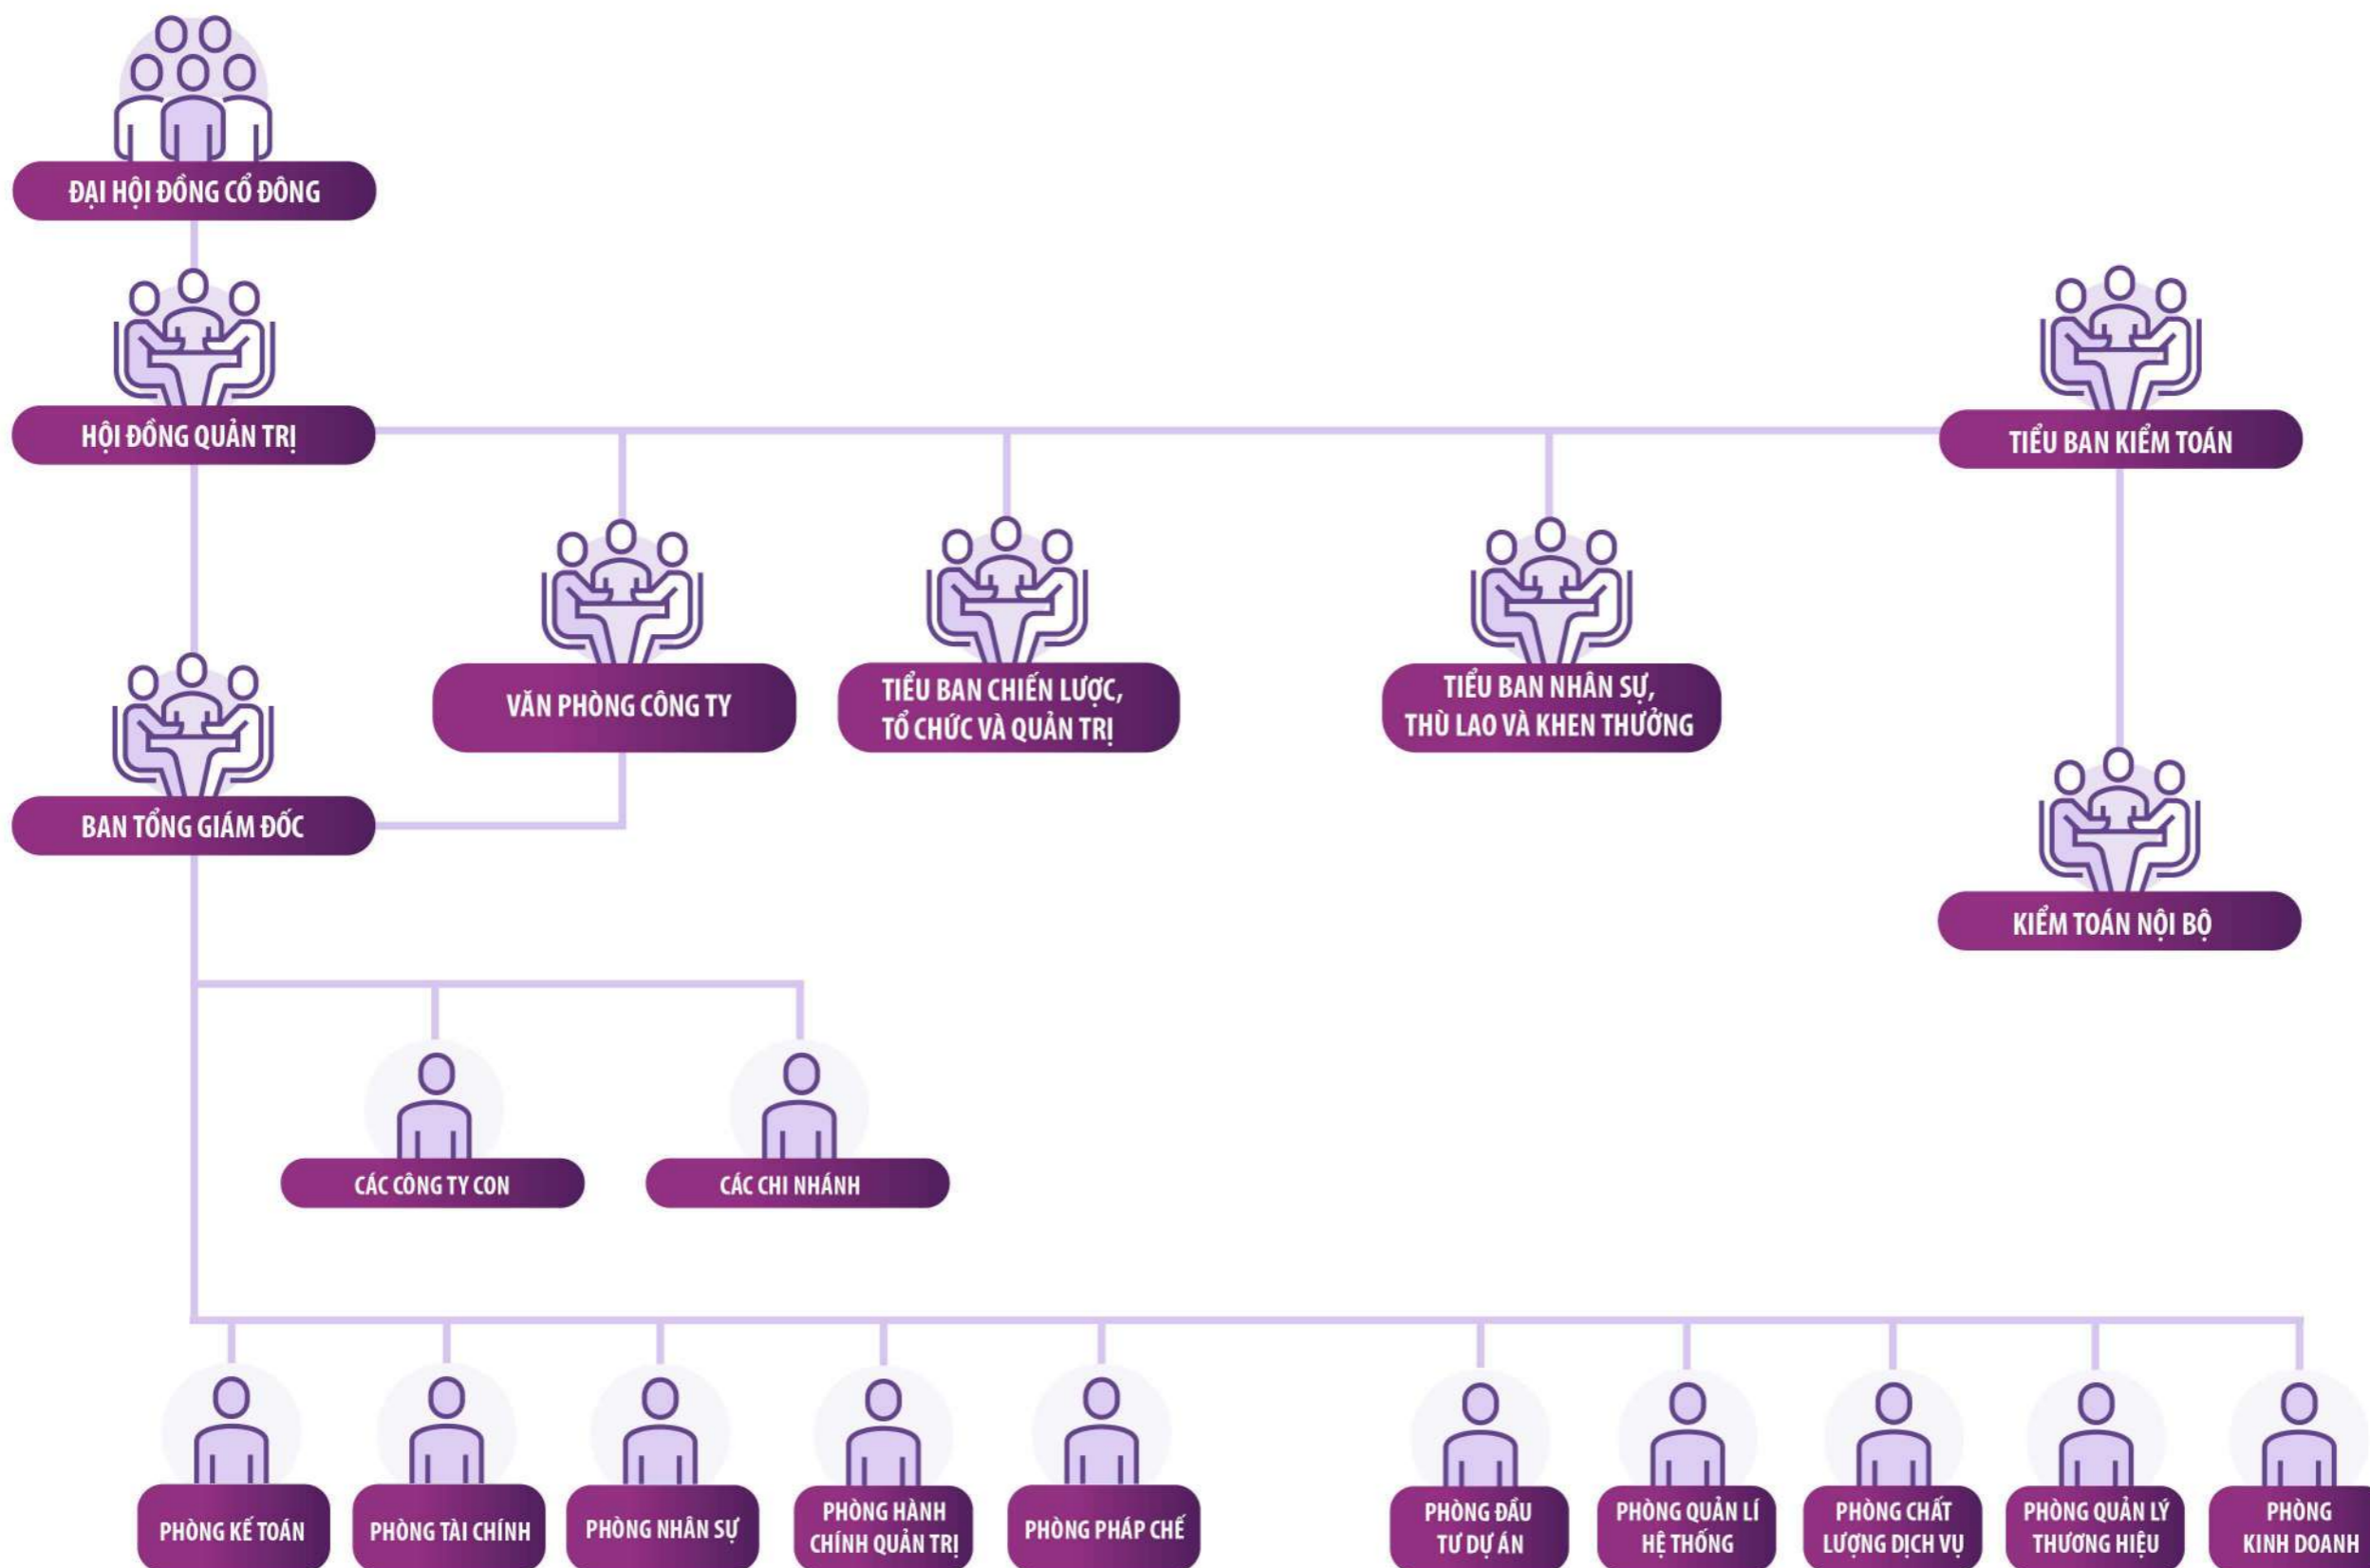 ĐẠI HỘI ĐỒNG CỔ ĐÔNG
HỘI ĐỒNG QUẢN TRỊ
TIỂU BAN KIỂM TOÁN
VĂN PHÒNG CÔNG TY
TIỂU BAN CHIẾN LƯỢC,
TỔ CHỨC VÀ QUẢN TRỊ
TIỂU BAN NHÂN SỰ,
THÙ LAO VÀ KHEN THƯỞNG
BAN TỔNG GIÁM ĐỐC
KIỂM TOÁN NỘI BỘ
CÁC CÔNG TY CON
CÁC CHI NHÁNH
PHÒNG KẾ TOÁN
PHÒNG TÀI CHÍNH
PHÒNG NHÂN SỰ
PHÒNG HÀNH
CHÍNH QUẢN TRỊ
PHÒNG PHÁP CHẾ
PHÒNG ĐẦU
TƯ DỰ ÁN
PHÒNG QUẢN LÍ
HỆ THỐNG
PHÒNG CHẤT
LƯỢNG DỊCH VỤ
PHÒNG QUẢN LÝ
THƯƠNG HIỆU
PHÒNG
KINH DOANH